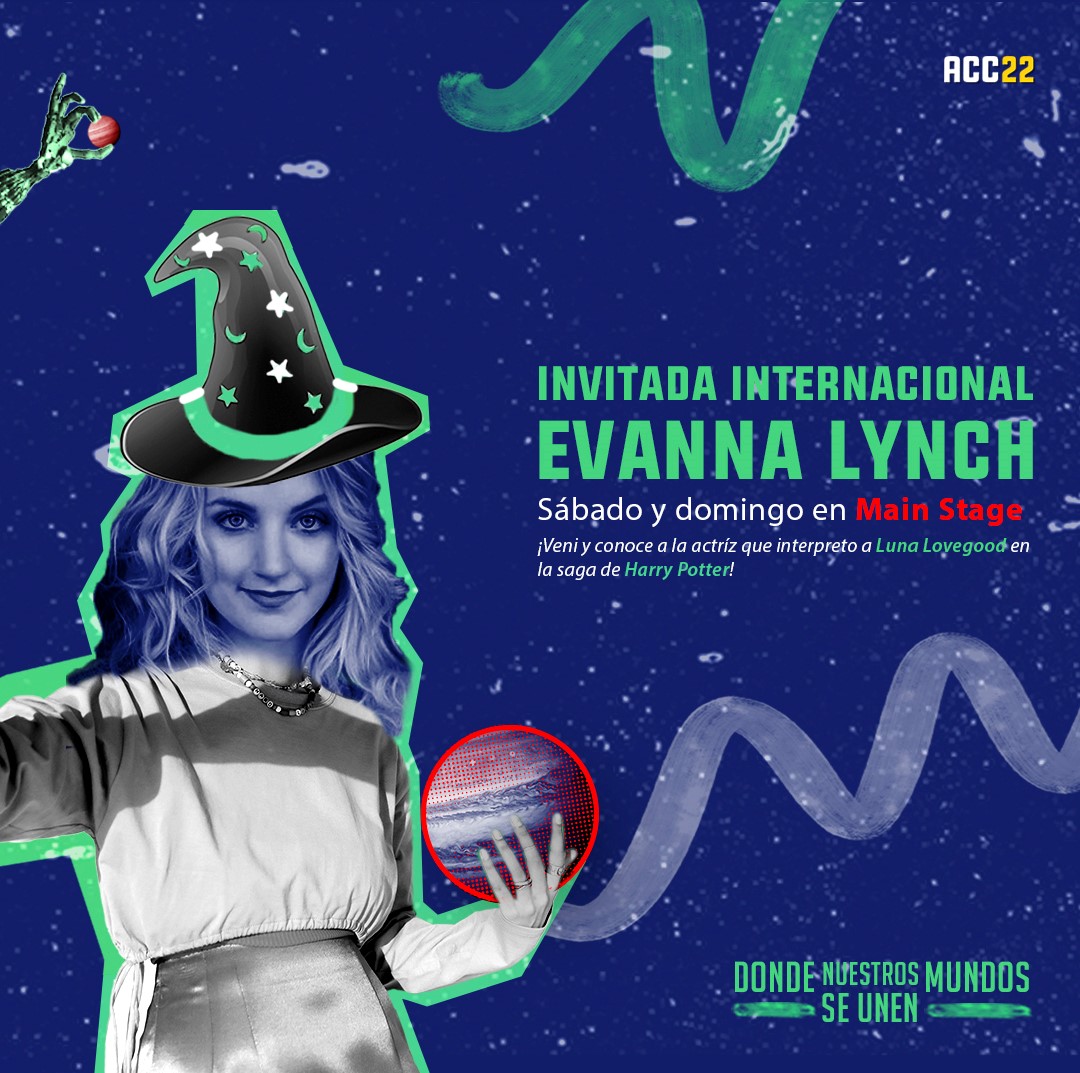 ACC22
INVITADA INTERNACIONAL
EVANNA LYNCH
Sábado y domingo en Main Stage
¡Veni y conoce a la actríz que interpreto a Luna Lovegood en
la saga de Harry Potter!
DONDE NUESTROS MUNDOS
SE UNEN